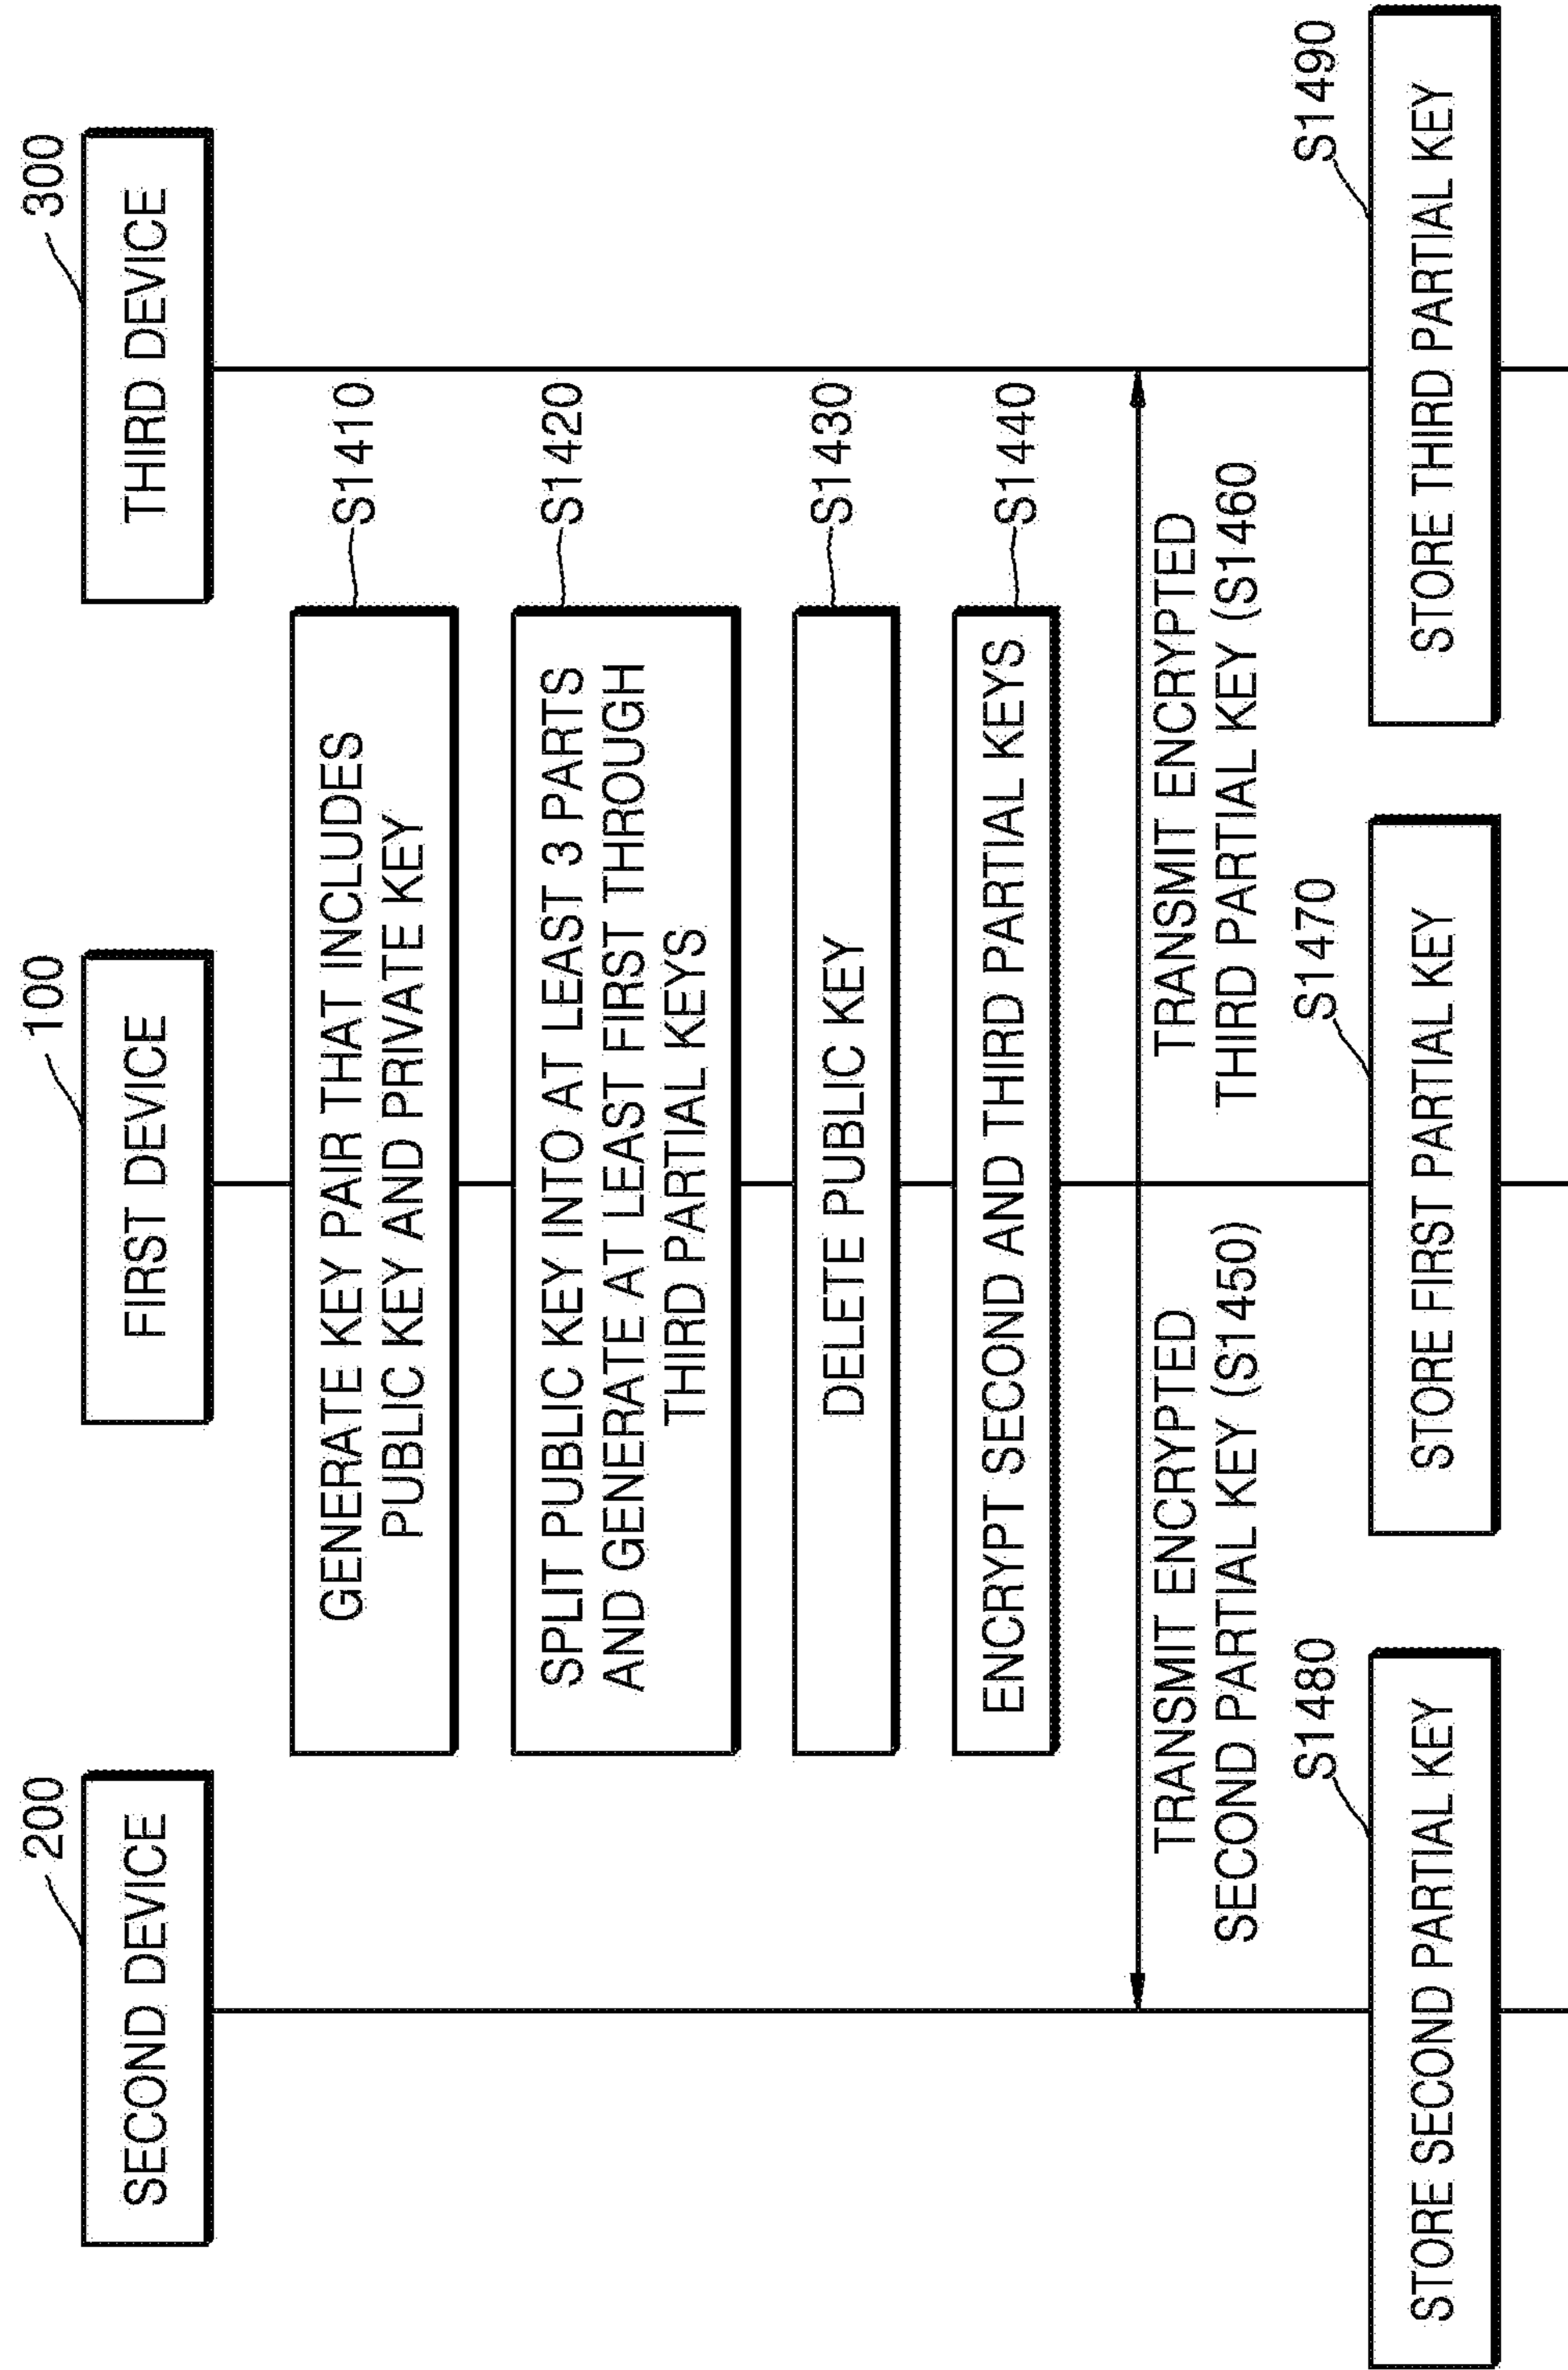 200
100
300
SECOND DEVICE
FIRST DEVICE
THIRD DEVICE
GENERATE KEY PAIR THAT INCLUDES
PUBLIC KEY AND PRIVATE KEY
S1410
SPLIT PUBLIC KEY INTO AT LEAST 3 PARTS
AND GENERATE AT LEAST FIRST THROUGH
THIRD PARTIAL KEYS
S1420
DELETE PUBLIC KEY
S1430
ENCRYPT SECOND AND THIRD PARTIAL KEYS
S1440
TRANSMIT ENCRYPTED
SECOND PARTIAL KEY (S1450)
TRANSMIT ENCRYPTED
THIRD PARTIAL KEY (S1460
S1480
S1470
S1490
STORE SECOND PARTIAL KEY
STORE FIRST PARTIAL KEY
STORE THIRD PARTIAL KEY